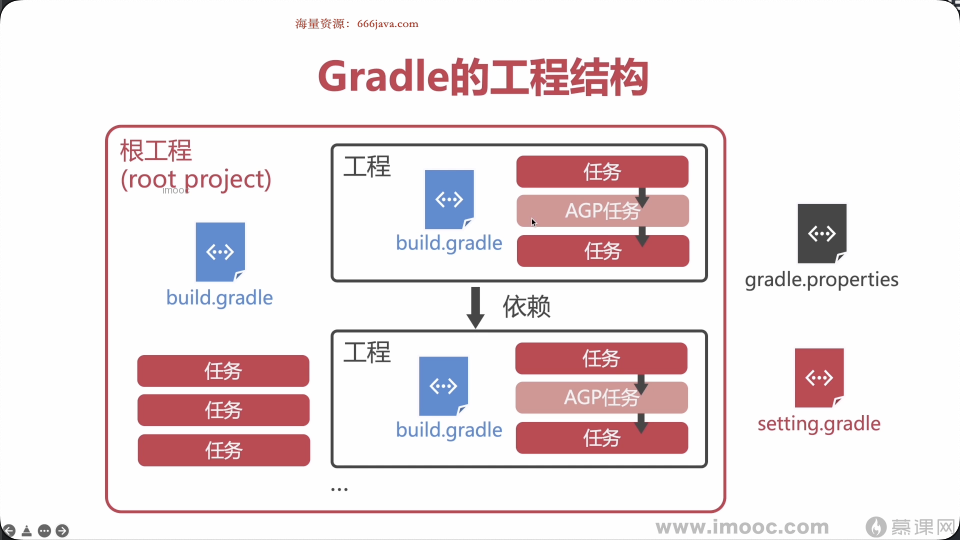 海量资源：666java.com
Gradle的工程结构
根工程
(root project)
imooc
build.gradle
任务
任务
任务
工程
build.gradle
任务
AGP任务
任务
依赖
工程
build.gradle
任务
AGP任务
任务
...
gradle.properties
setting.gradle
www.imooc.com
慕课网